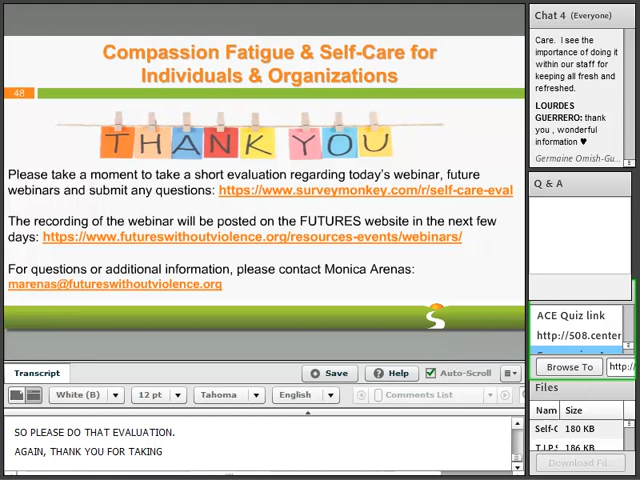 Compassion Fatigue & Self-Care for
Individuals & Organizations
48
THANK YOU
Please take a moment to take a short evaluation regarding today's webinar, future
webinars and submit any questions: https://www.surveymonkey.com/r/self-care-eval
The recording of the webinar will be posted on the FUTURES website in the next few
days: https://www.futureswithoutviolence.org/resources-events/webinars/
For questions or additional information, please contact Monica Arenas:
marenas@futureswithoutviolence.org
Transcript
Save
Help
Auto-Scroll
White (B)
12 pt
Tahoma
English
Comments List
SO PLEASE DO THAT EVALUATION.
AGAIN, THANK YOU FOR TAKING
Chat 4 (Everyone)
Care. I see the
importance of doing it
within our staff for
keeping all fresh and
refreshed.
LOURDES
GUERRERO: thank
you , wonderful
information ♥
Germaine Omish-Gu...
Q & A
ACE Quiz link
http://508.center
Browse To
http:/
Files
Nam
Size
Self-C
180 KB
T.I.P.S
186 KB
Download Fil...